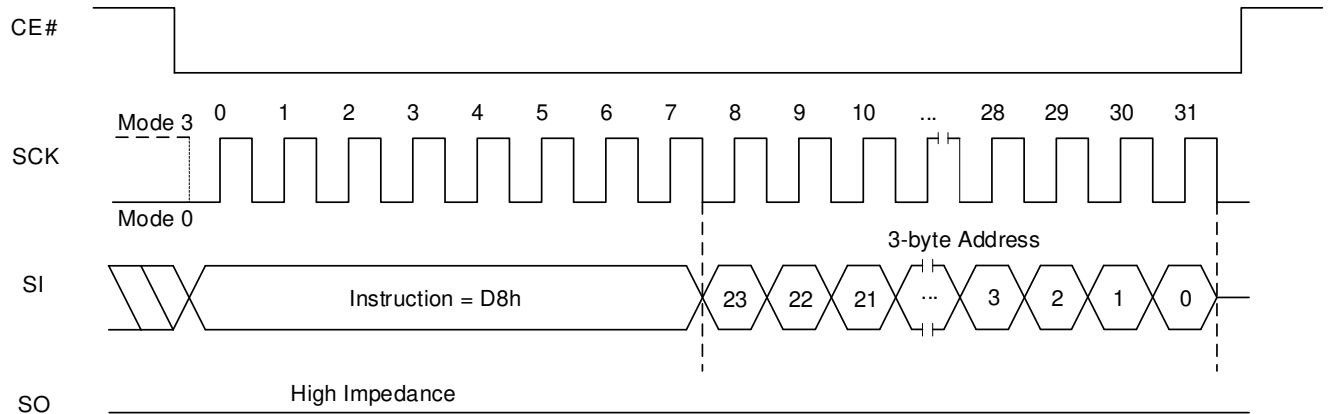 CE#
0 1 2 3 4 5 6 7 8 9 10 ... 28 29 30 31
Mode 3
SCK
Mode 0
3-byte Address
SI
Instruction = D8h 23 22 21 ... 3 2 1 0
High Impedance
SO